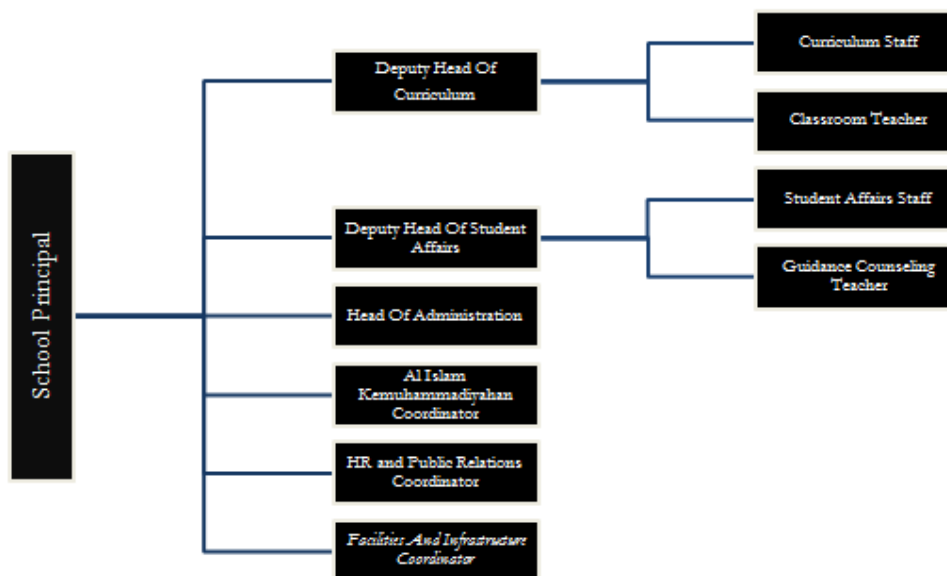 School Principal
Deputy Head Of
Curriculum
Curriculum Staff
Classroom Teacher
Deputy Head Of Student
Affairs
Student Affairs Staff
Guidance Counseling
Teacher
Head Of Administration
Al Islam
Kemuhammadiyahan
Coordinator
HR and Public Relations
Coordinator
Facilities And Infrastructure
Coordinator